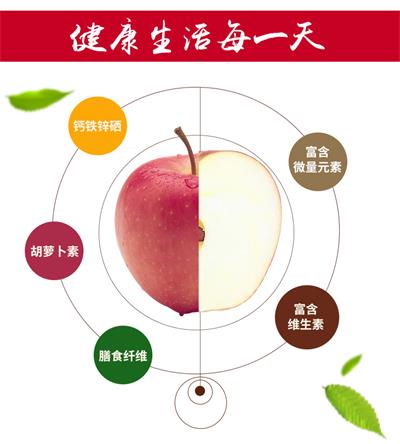 健康生活每一天
钙铁锌硒
富含
微量元素
胡萝卜素
富含
维生素
膳食纤维